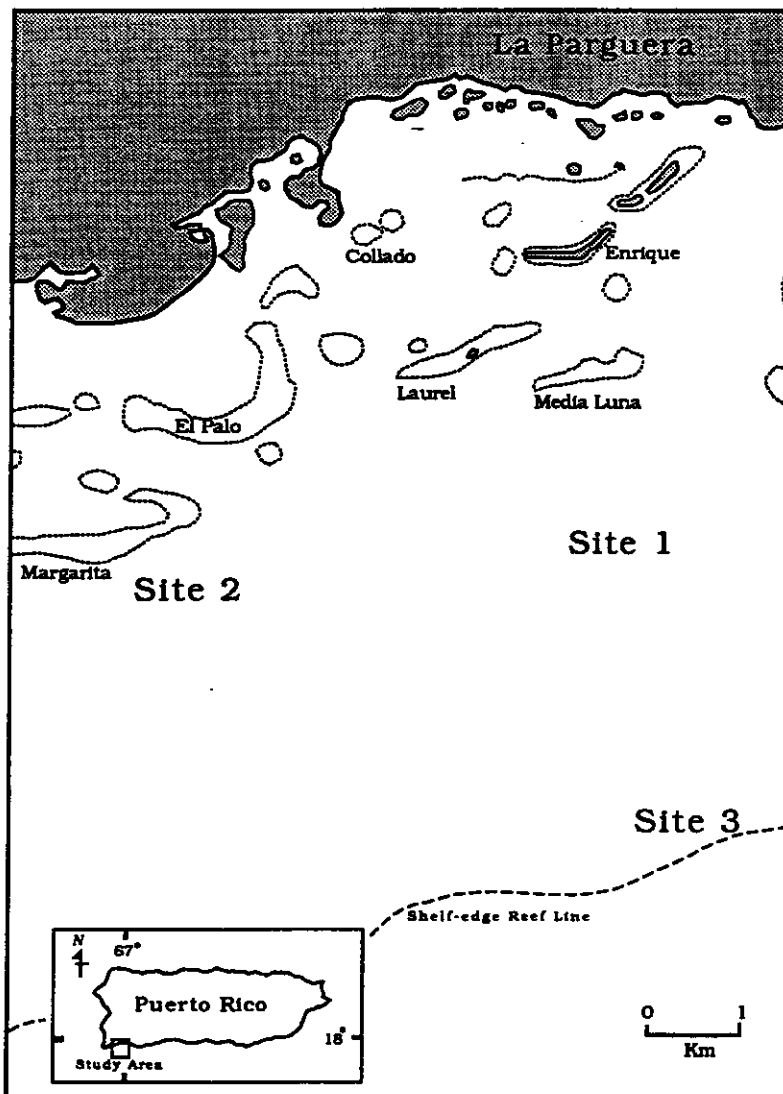 La Parguera
Collado
Enrique
Laurel
Media Luna
El Palo
Site 1
Margarita
Site 2
Site 3
Shelf-edge Reef Line
N
67°
Puerto Rico
18°
Study Area
0 1
Km